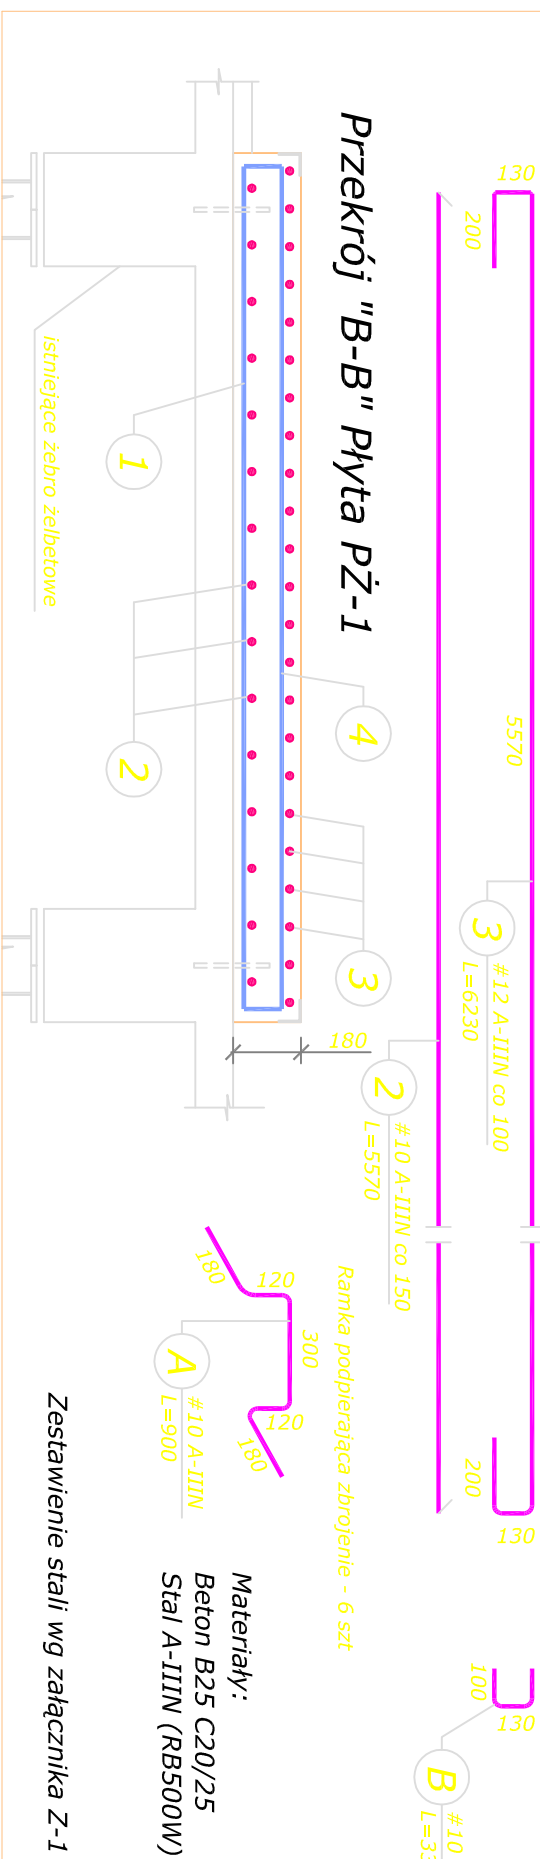 130
200
5570
3
#12 A-IIIN co 100
L=6230
200
130
2
#10 A-IIIN co 150
L=5570
100
130
B
#10
Przekrój "B-B" Płyta PŻ-1
4
3
180
1
2
istniejące żebro żelbetowe
Ramka podpierająca zbrojenie - 6 szt
180
120
300
120
180
A
#10 A-IIIN
L=900
Materiały:
Beton B25 C20/25
Stal A-IIIN (RB500W)
Zestawienie stali wg załącznika Z-1